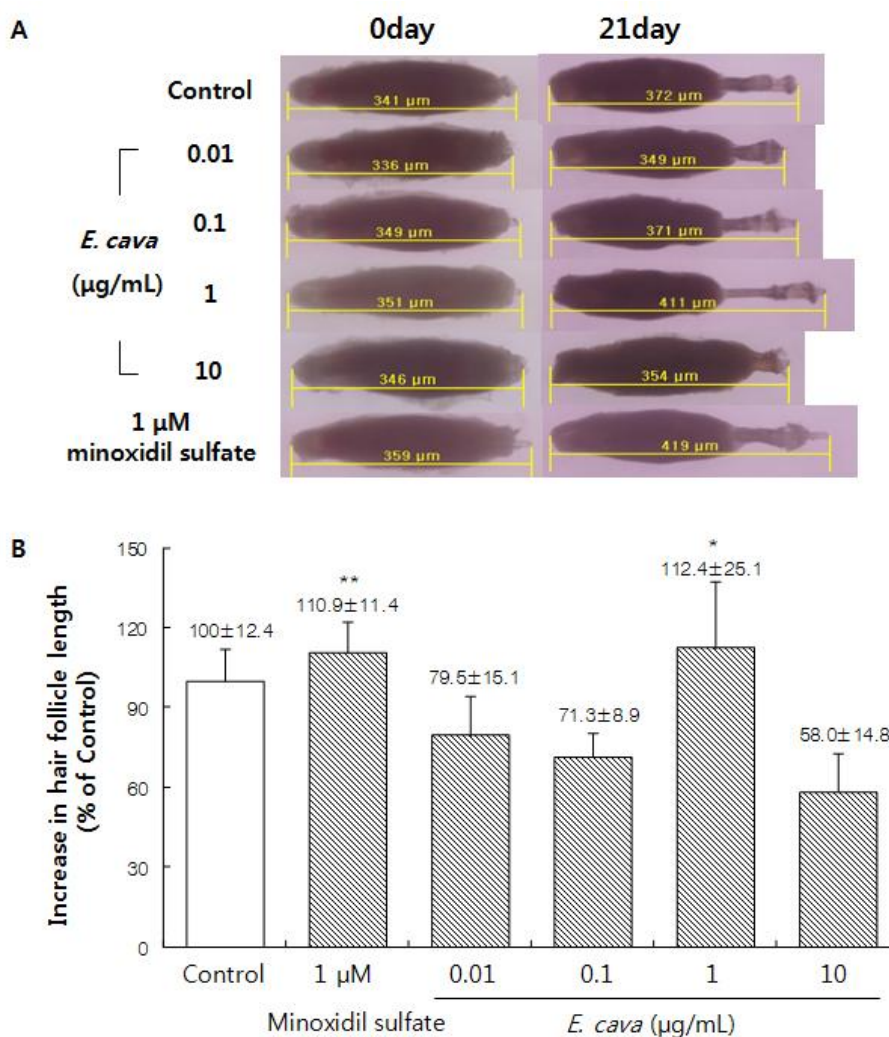 A
0day 21day
Control 341 µm 372 µm
0.01 336 µm 349 µm
0.1 349 µm 371 µm
E. cava
(µg/mL)
1 351 µm 411 µm
10 346 µm 354 µm
1 µM
minoxidil sulfate 359 µm 419 µm
B
Increase in hair follicle length
(% of Control)
150
120
90
60
30
0
100±12.4
**
110.9±11.4
79.5±15.1
71.3±8.9
*
112.4±25.1
58.0±14.8
Control 1 µM 0.01 0.1 1 10
Minoxidil sulfate E. cava (µg/mL)